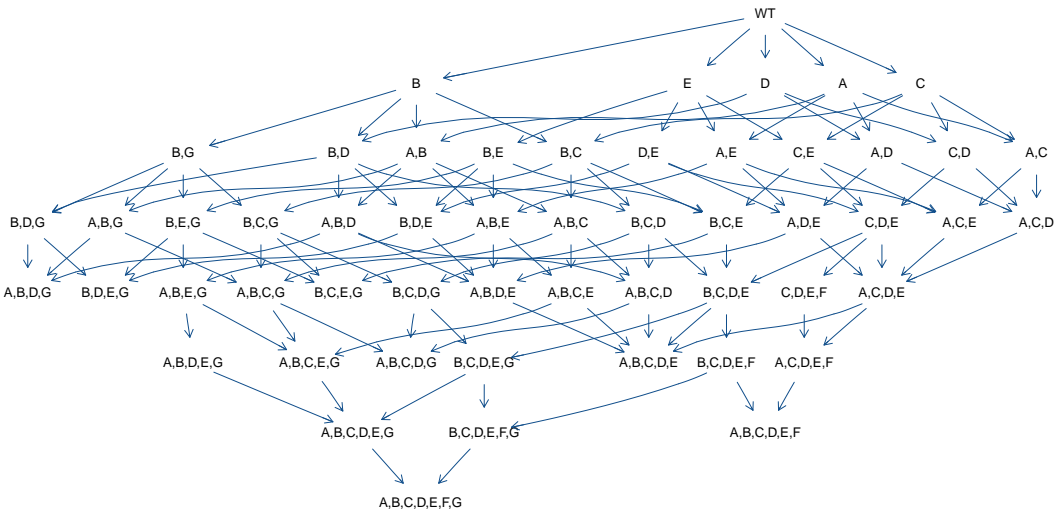 WT
B E D A C
B,G B,D A,B B,E B,C D,E A,E C,E A,D C,D A,C
B,D,G A,B,G B,E,G B,C,G A,B,D B,D,E A,B,E A,B,C B,C,D B,C,E A,D,E C,D,E A,C,E A,C,D
A,B,D,G B,D,E,G A,B,E,G A,B,C,G B,C,E,G B,C,D,G A,B,D,E A,B,C,E A,B,C,D B,C,D,E C,D,E,F A,C,D,E
A,B,D,E,G A,B,C,E,G A,B,C,D,G B,C,D,E,G A,B,C,D,E B,C,D,E,F A,C,D,E,F
A,B,C,D,E,G B,C,D,E,F,G A,B,C,D,E,F
A,B,C,D,E,F,G